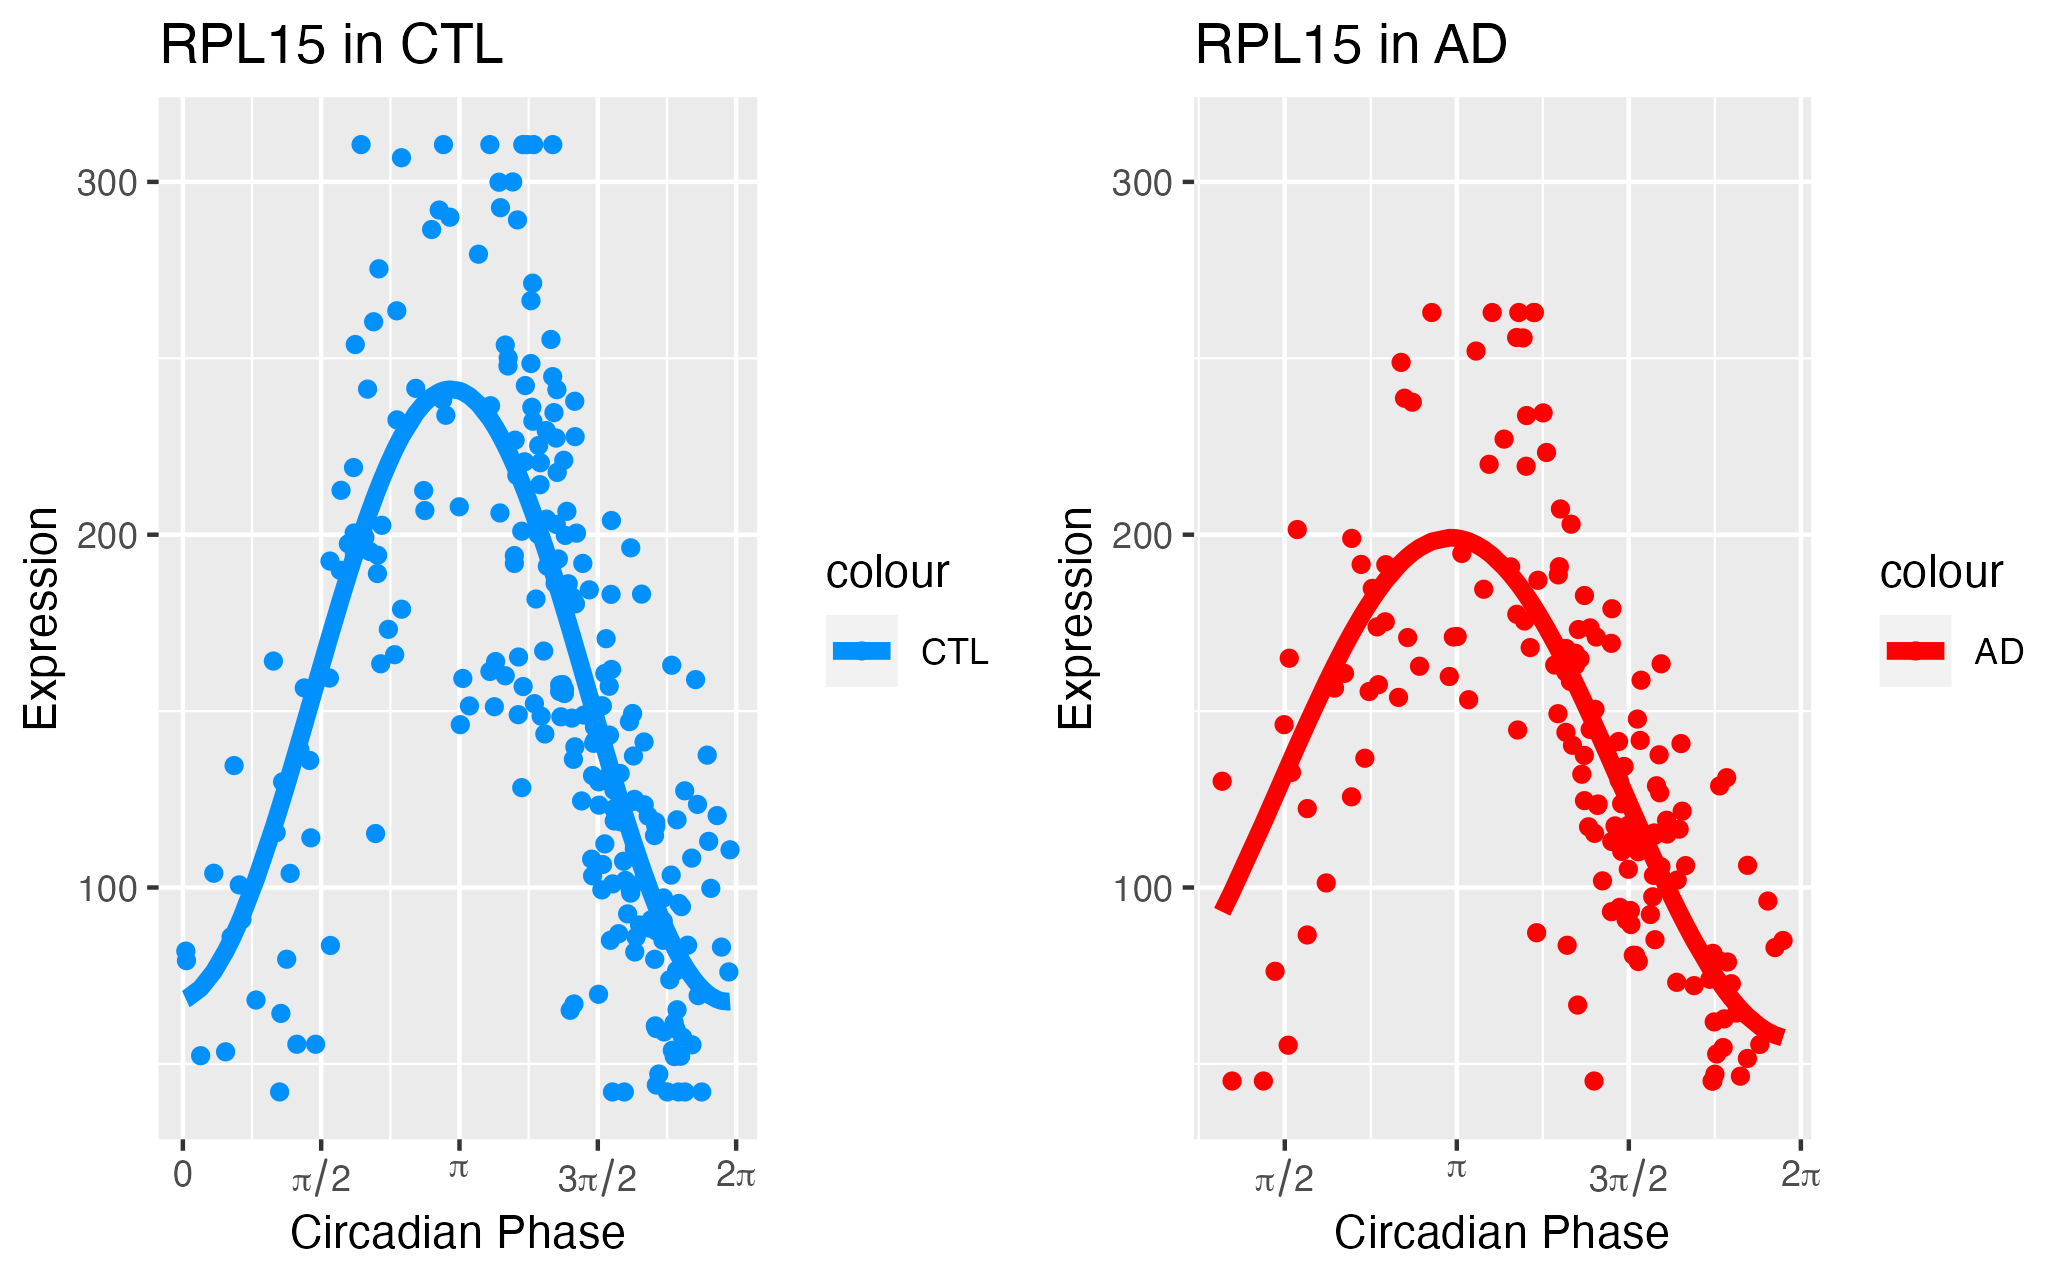 RPL15 in CTL
300
200
100
Expression
0
π/2
π
3π/2
2π
Circadian Phase
colour
CTL
RPL15 in AD
300
200
100
Expression
π/2
π
3π/2
2π
Circadian Phase
colour
AD